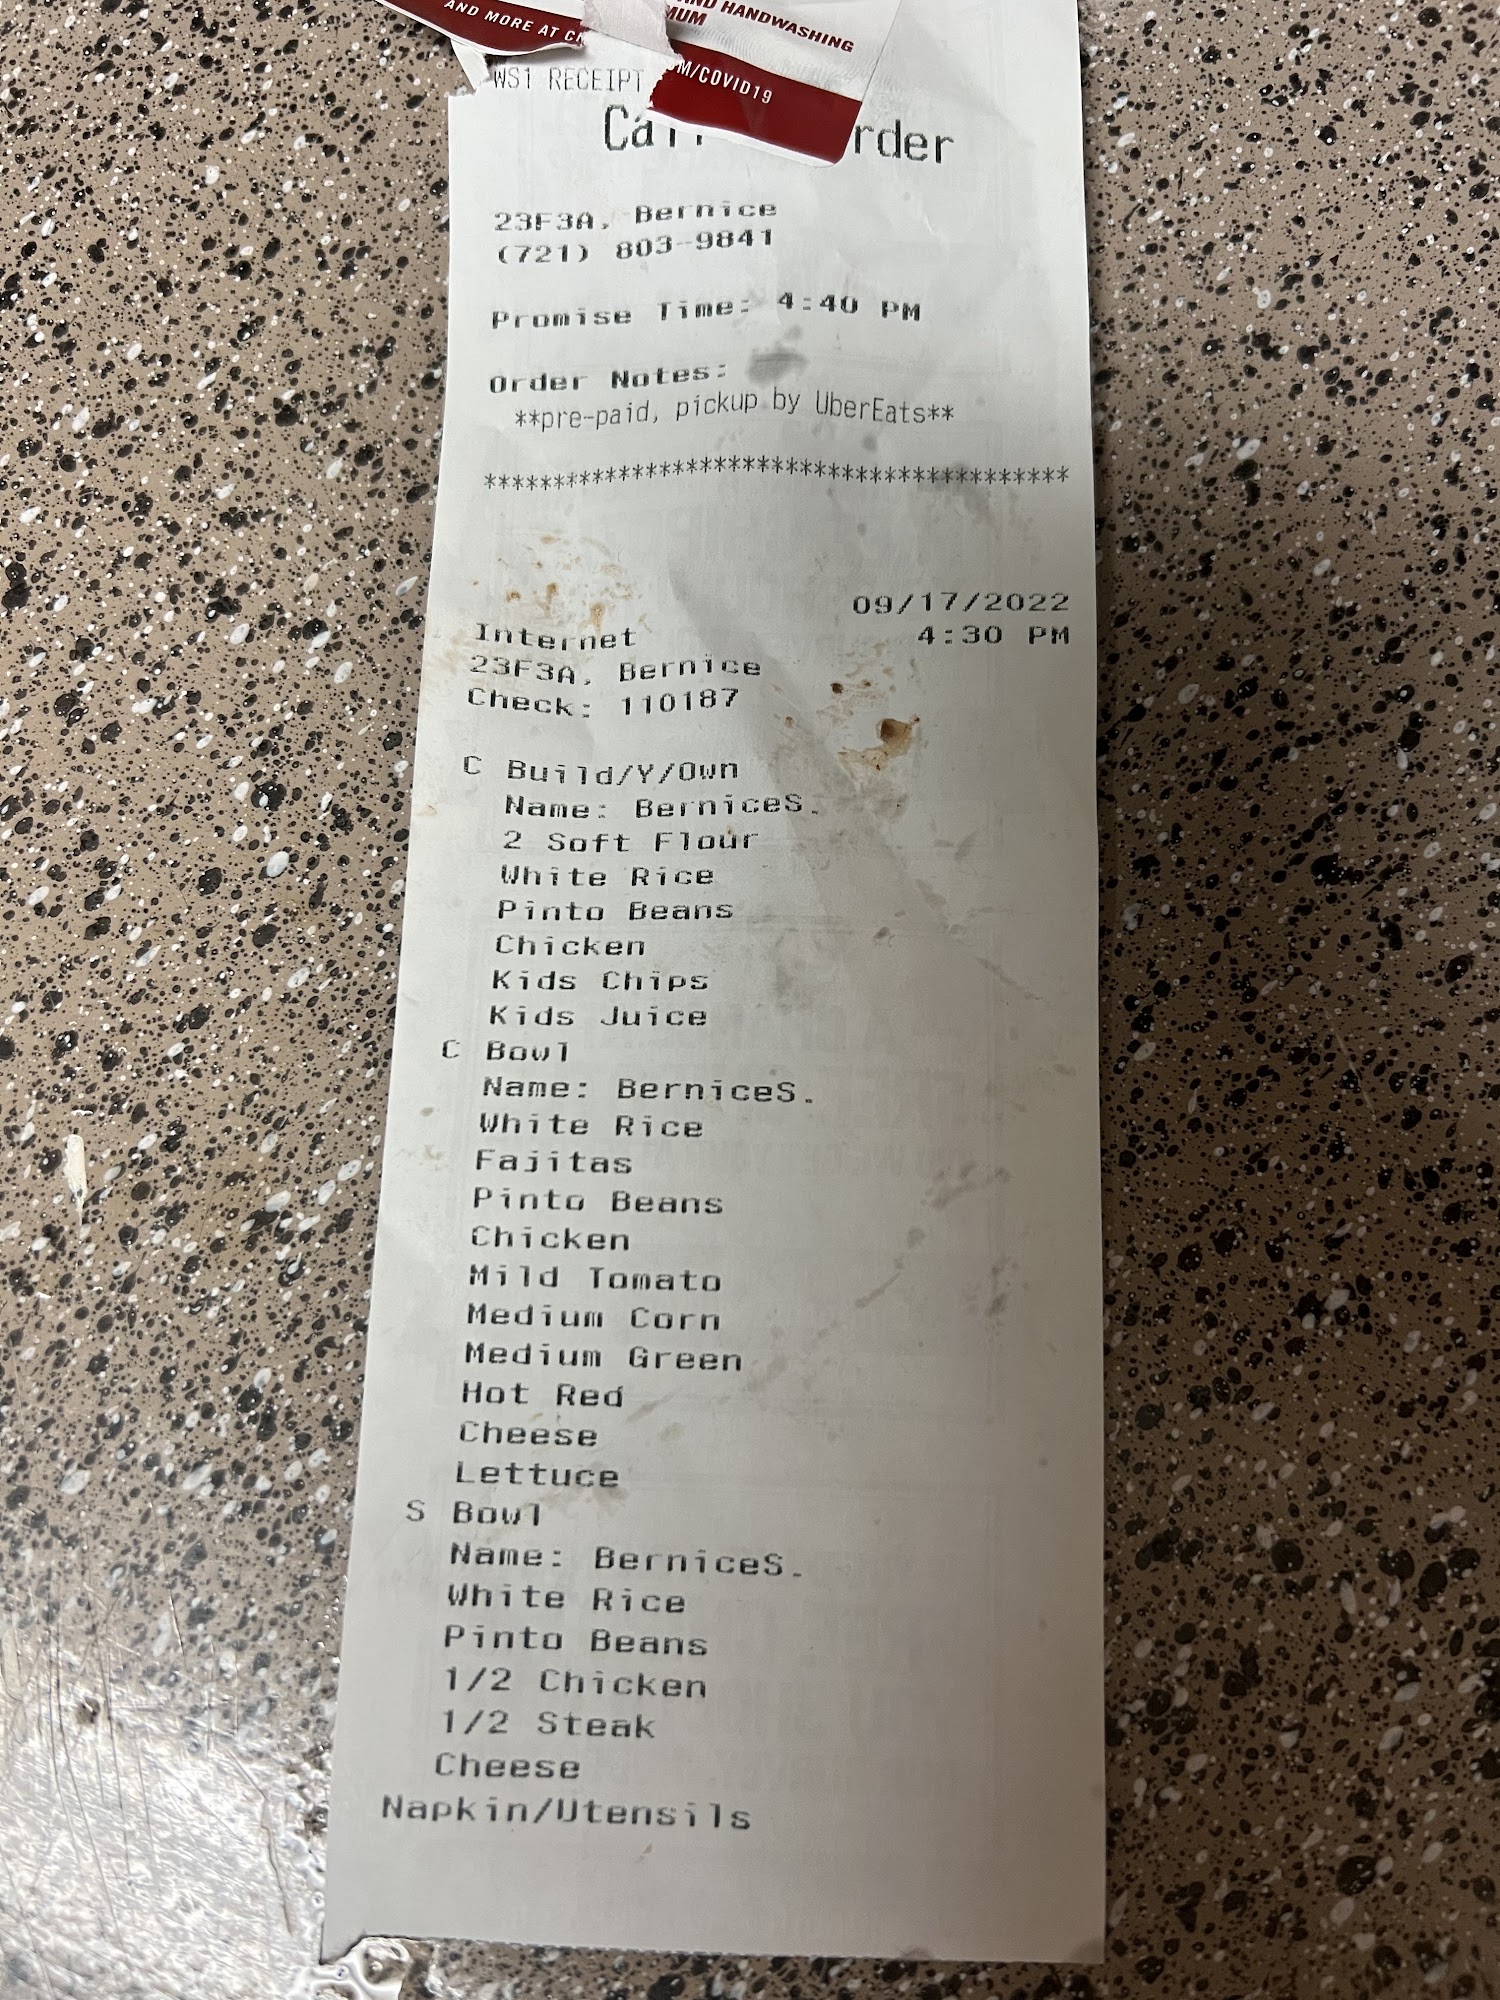 AND MORE AT
AND HANDWASHING
MUM
OM/COVID19
WS1 RECEIPT
23F3A, Bernice
(721) 803-9841
Promise Time: 4:40 PM
Order Notes:
**pre-paid, pickup by UberEats**
******************************************
09/17/2022
Internet 4:30 PM
23F3A, Bernice
Check: 110187
C Build/Y/Own
Name: BerniceS.
2 Soft Flour
White Rice
Pinto Beans
Chicken
Kids Chips
Kids Juice
C Bowl
Name: BerniceS.
White Rice
Fajitas
Pinto Beans
Chicken
Mild Tomato
Medium Corn
Medium Green
Hot Red
Cheese
Lettuce
S Bowl
Name: BerniceS.
White Rice
Pinto Beans
1/2 Chicken
1/2 Steak
Cheese
Napkin/Utensils